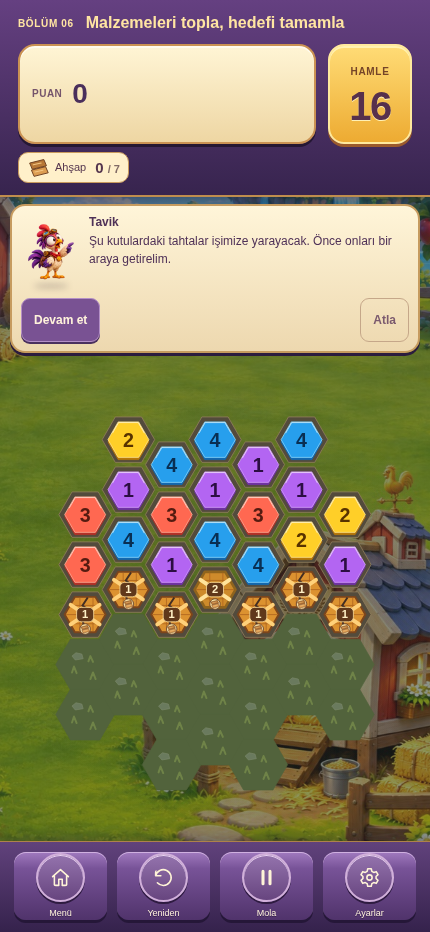 BÖLÜM 06 Malzemeleri topla, hedefi tamamla
PUAN 0
HAMLE
16
Ahşap 0 / 7
Tavik
Şu kutulardaki tahtalar işimize yarayacak. Önce onları bir
araya getirelim.
Devam et Atla
2 4 4
4 1
1 1 1
3 3 3 2
4 4 2
3 1 4 1
1 2 1
1 1 1 1
Menü Yeniden Mola Ayarlar